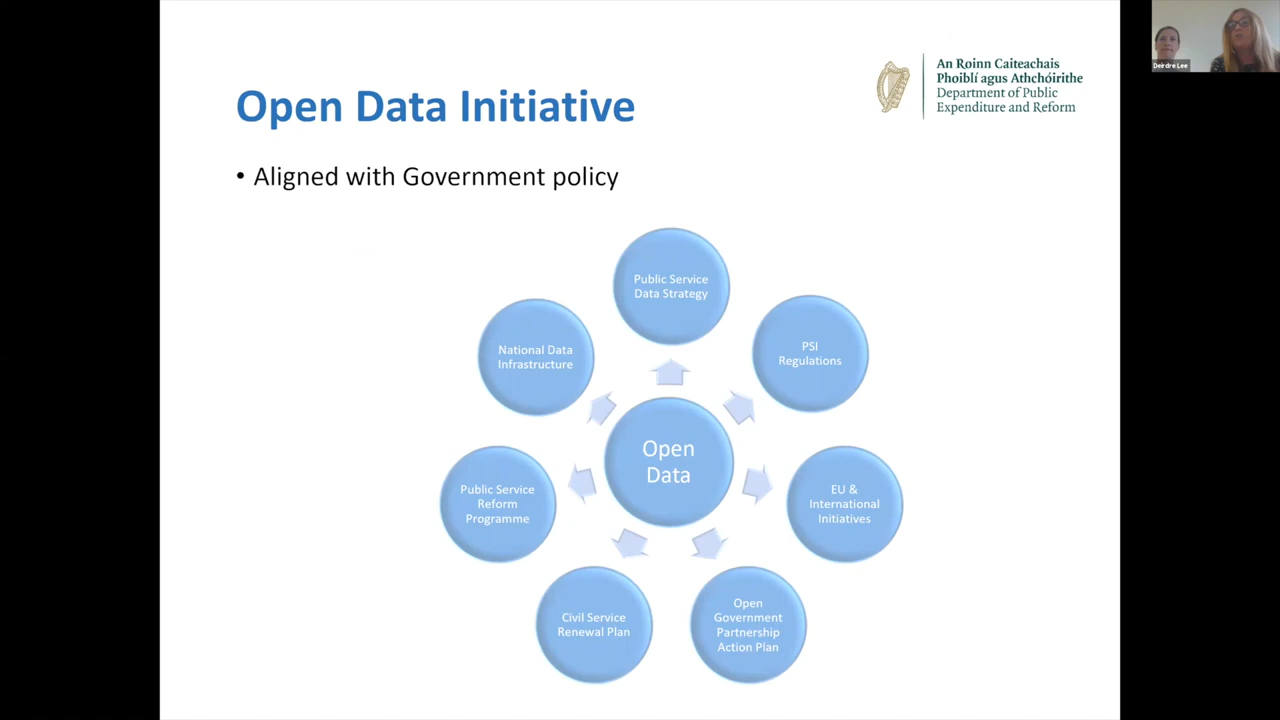 Open Data Initiative
An Roinn Caiteachais
Phoiblí agus Athchóirithe
Department of Public
Expenditure and Reform
Deirdre Lee
• Aligned with Government policy
Public Service
Data Strategy
PSI
Regulations
EU &
International
Initiatives
Open
Government
Partnership
Action Plan
Civil Service
Renewal Plan
Public Service
Reform
Programme
National Data
Infrastructure
Open
Data